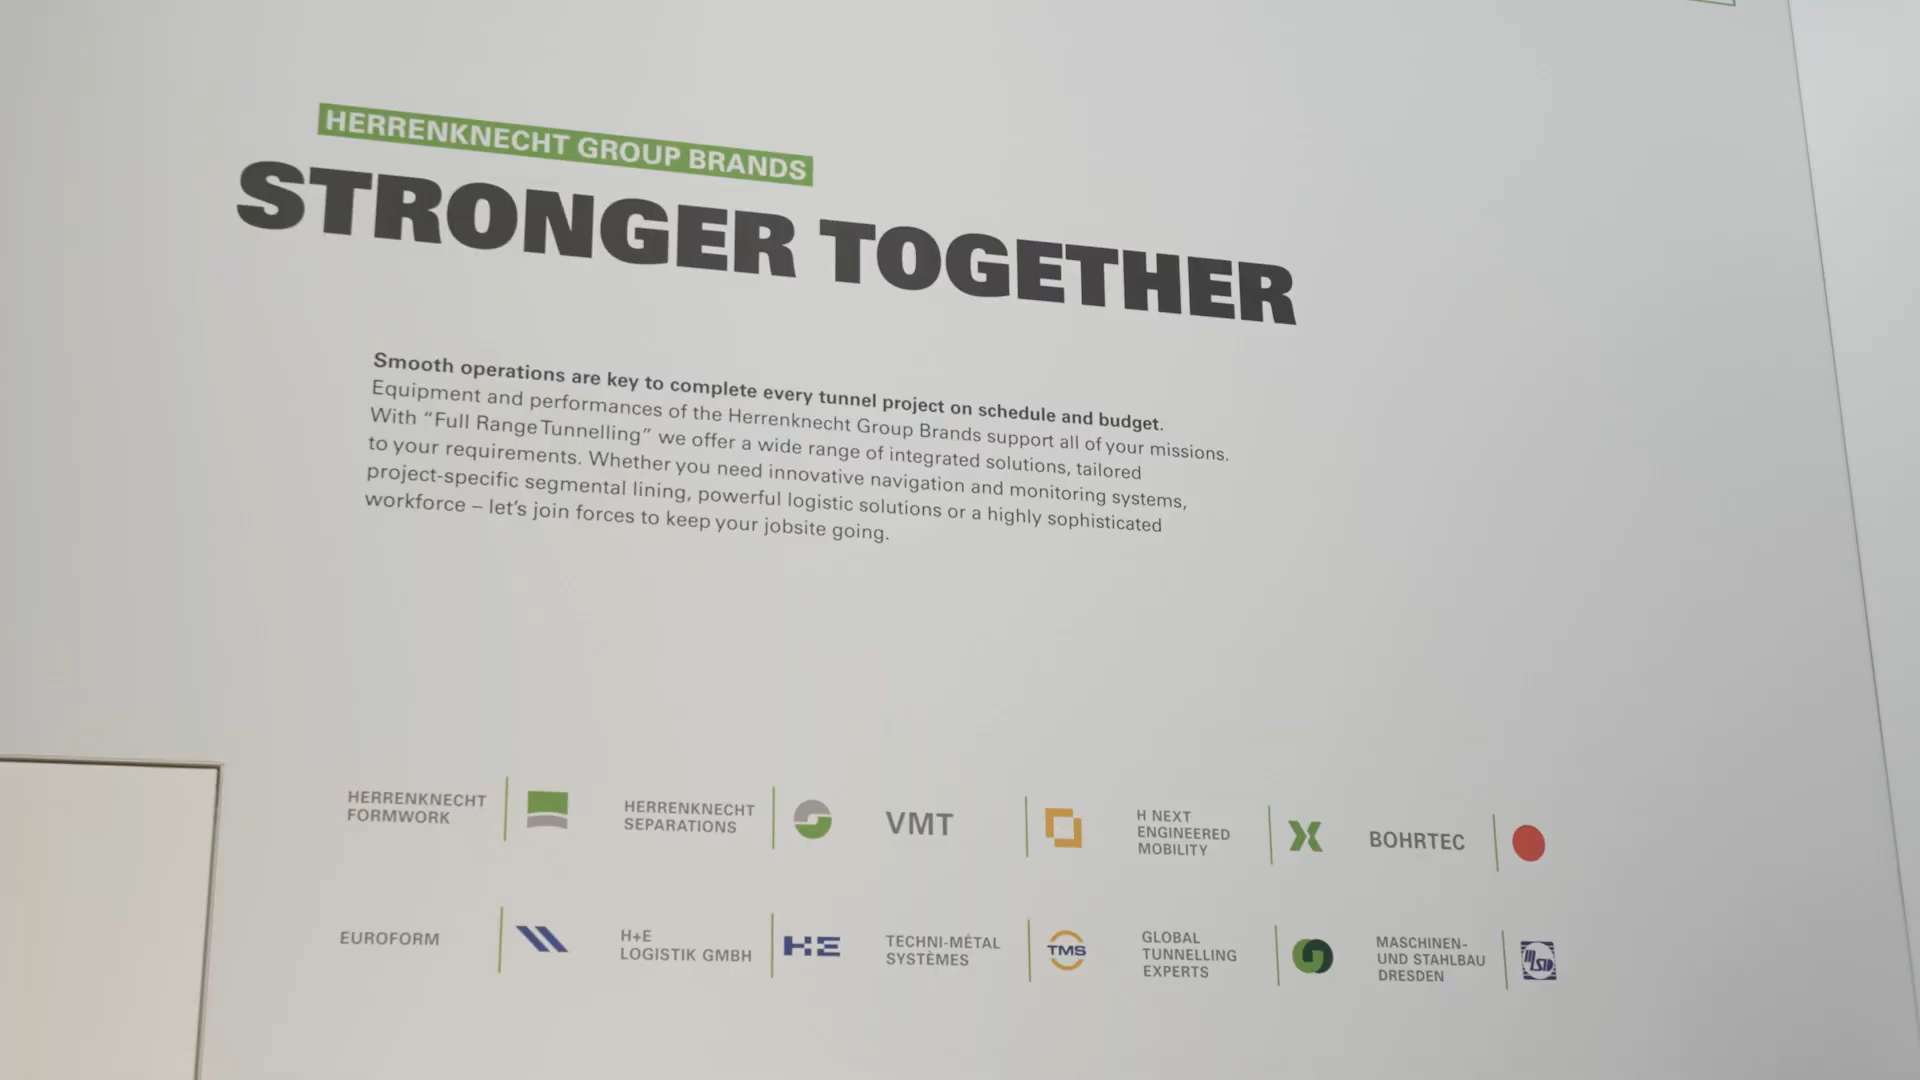 HERRENKNECHT GROUP BRANDS
STRONGER TOGETHER
Smooth operations are key to complete every tunnel project on schedule and budget.
Equipment and performances of the Herrenknecht Group Brands support all of your missions.
With “Full Range Tunnelling” we offer a wide range of integrated solutions, tailored
to your requirements. Whether you need innovative navigation and monitoring systems,
project-specific segmental lining, powerful logistic solutions or a highly sophisticated
workforce – let’s join forces to keep your jobsite going.
HERRENKNECHT
FORMWORK
HERRENKNECHT
SEPARATIONS
VMT
H NEXT
ENGINEERED
MOBILITY
BOHRTEC
EUROFORM
H+E
LOGISTIK GMBH
HE
TECHNI-MÉTAL
SYSTÈMES
TMS
GLOBAL
TUNNELLING
EXPERTS
MASCHINEN-
UND STAHLBAU
DRESDEN
MSD